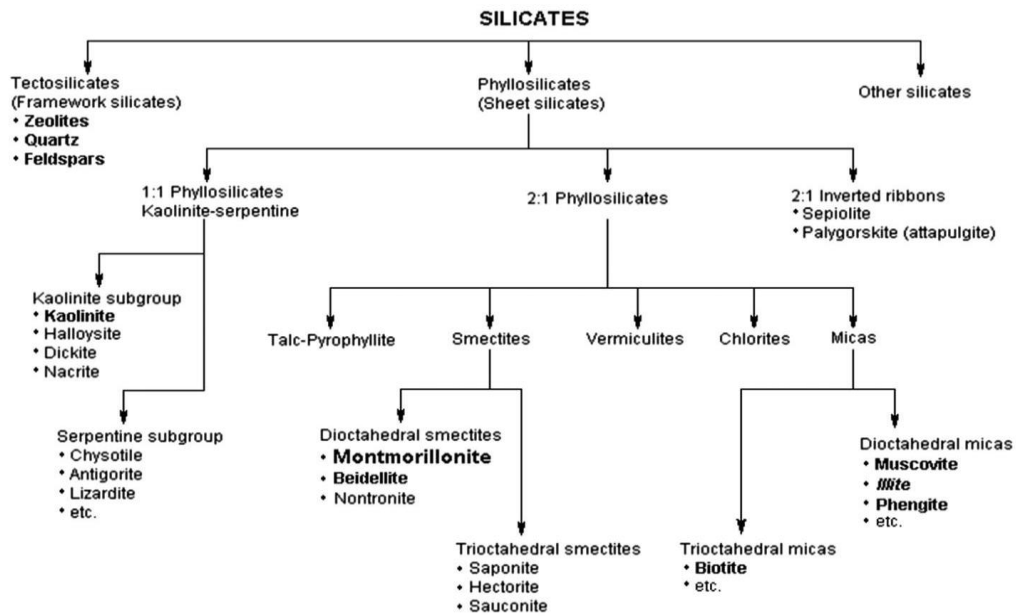 SILICATES
Tectosilicates
(Framework silicates)
• Zeolites
• Quartz
• Feldspars
Phyllosilicates
(Sheet silicates)
Other silicates
1:1 Phyllosilicates
Kaolinite-serpentine
2:1 Phyllosilicates
2:1 Inverted ribbons
• Sepiolite
• Palygorskite (attapulgite)
Kaolinite subgroup
• Kaolinite
• Halloysite
• Dickite
• Nacrite
Talc-Pyrophyllite
Smectites
Vermiculites
Chlorites
Micas
Serpentine subgroup
• Chysotile
• Antigorite
• Lizardite
• etc.
Dioctahedral smectites
• Montmorillonite
• Beidellite
• Nontronite
Dioctahedral micas
• Muscovite
• Illite
• Phengite
• etc.
Trioctahedral smectites
• Saponite
• Hectorite
• Sauconite
Trioctahedral micas
• Biotite
• etc.